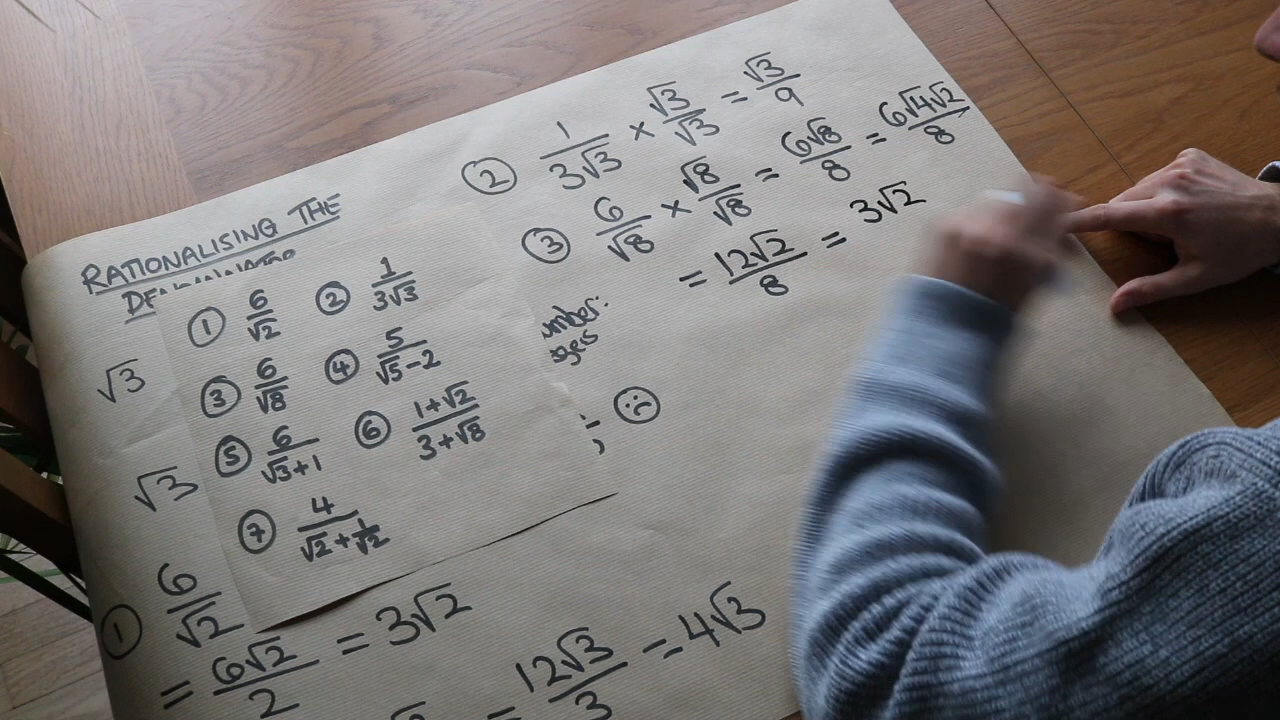 RATIONALISING THE
① 6/√2 ② 1/3√3
③ 6/√8 ④ 5/√5-2
⑤ 6/√3+1 ⑥ 1+√2/3+√8
⑦ 4/√2+1/√2
√3
√3
① 6/√2
= 6√2/2 = 3√2
= 12√3/3 = 4√3
② 1/3√3 × √3/√3 = √3/9
③ 6/√8 × √8/√8 = 6√8/8 = 6√4√2/8
= 12√2/8 = 3√2